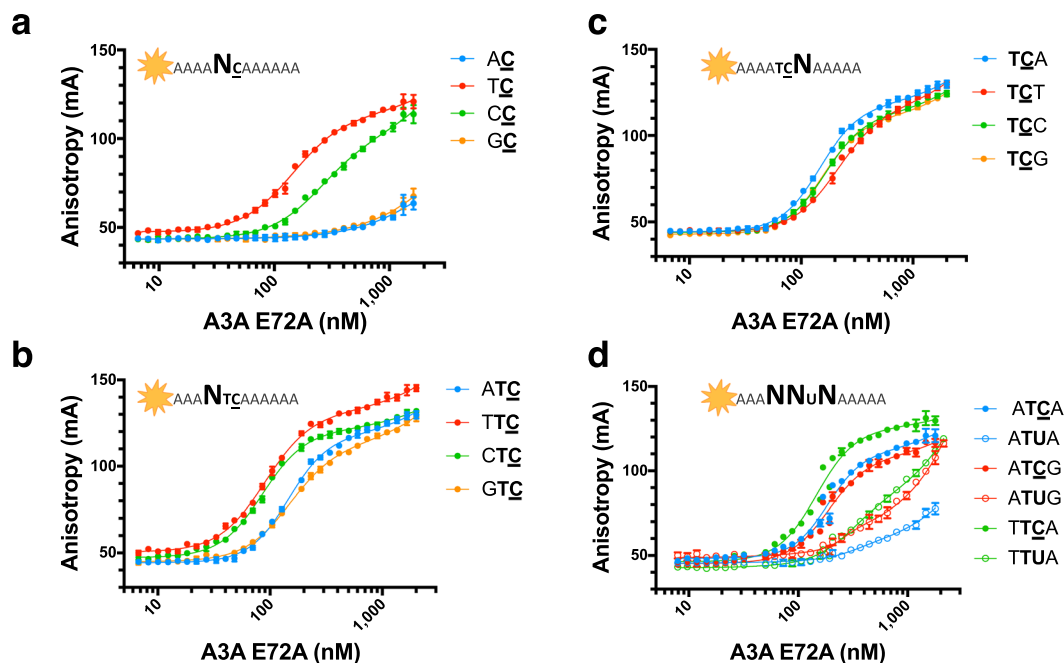 a
150
100
50
10
100
1,000
Anisotropy (mA)
A3A E72A (nM)
AAAANCAAAAAA
AC
TC
CC
GC
c
150
100
50
10
100
1,000
Anisotropy (mA)
A3A E72A (nM)
AAAATCNAAAAA
TCA
TCT
TCC
TCG
b
150
100
50
10
100
1,000
Anisotropy (mA)
A3A E72A (nM)
AAANTCAAAAAA
ATC
TTC
CTC
GTC
d
150
100
50
10
100
1,000
Anisotropy (mA)
A3A E72A (nM)
AAANNUNAAAAA
ATCA
ATUA
ATCG
ATUG
TTCA
TTUA